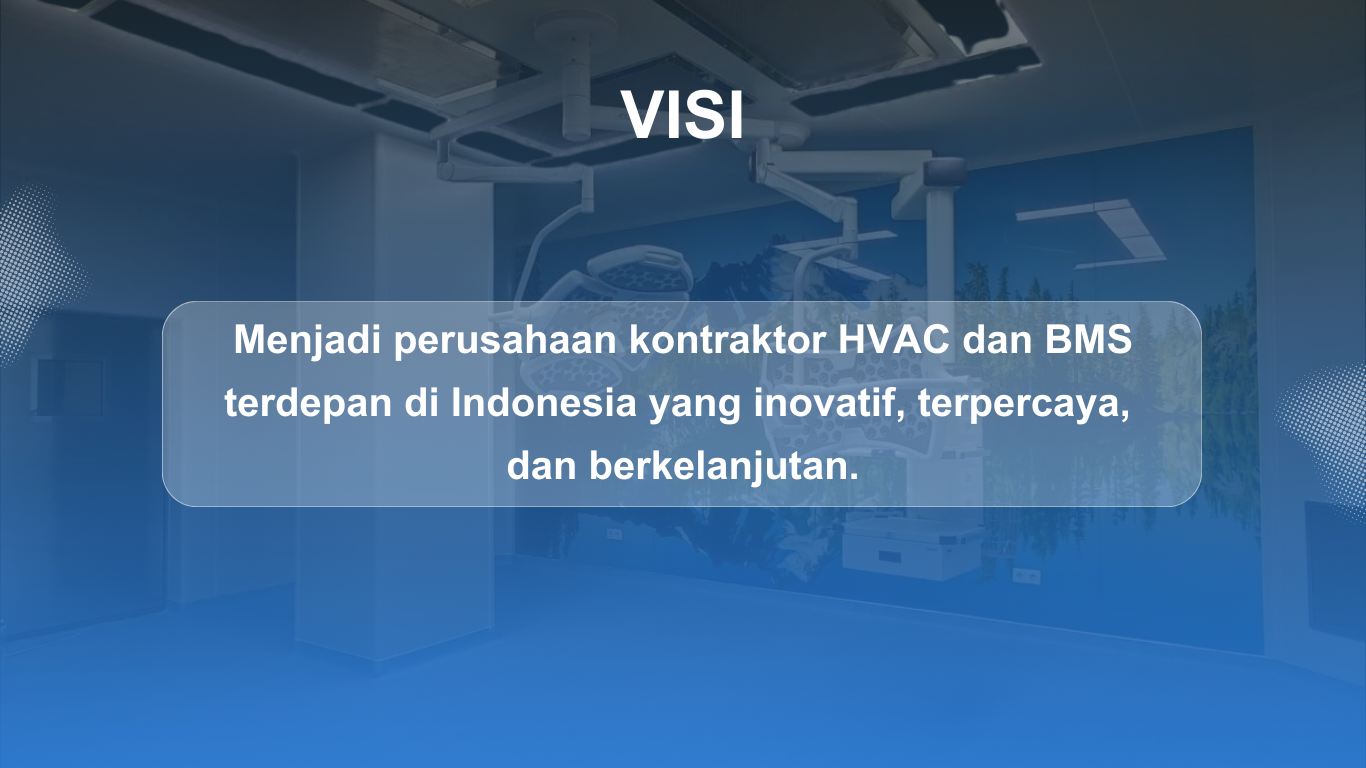 VISI
Menjadi perusahaan kontraktor HVAC dan BMS
terdepan di Indonesia yang inovatif, terpercaya,
dan berkelanjutan.